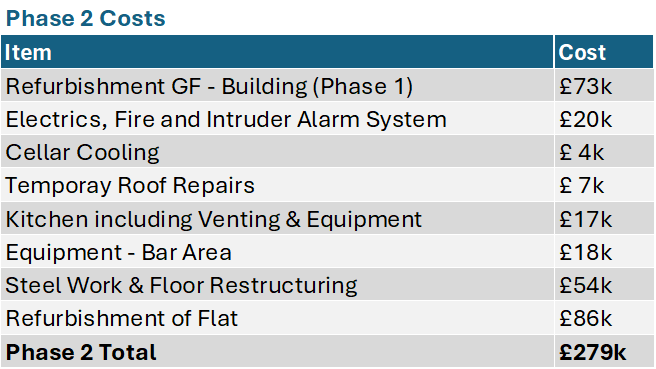 Phase 2 Costs
Item Cost
Refurbishment GF - Building (Phase 1) £73k
Electrics, Fire and Intruder Alarm System £20k
Cellar Cooling £ 4k
Temporay Roof Repairs £ 7k
Kitchen including Venting & Equipment £17k
Equipment - Bar Area £18k
Steel Work & Floor Restructuring £54k
Refurbishment of Flat £86k
Phase 2 Total £279k